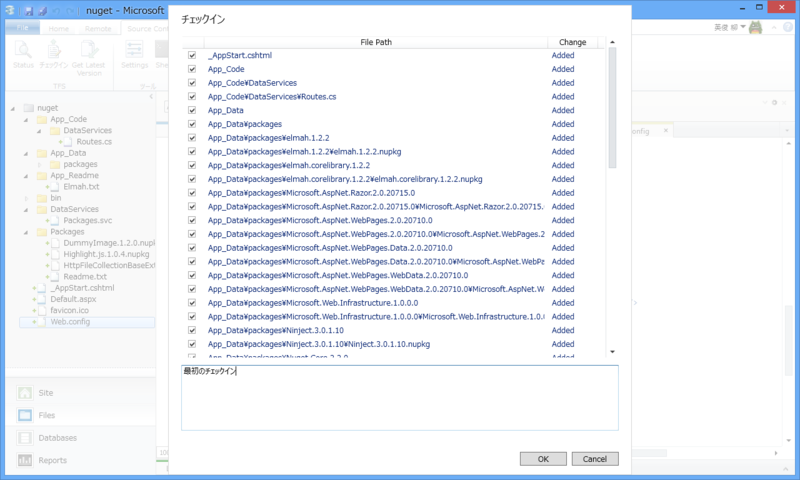 nuget - Microsoft
チェックイン
File Path Change
_AppStart.cshtml Added
App_Code Added
App_Code¥DataServices Added
App_Code¥DataServices¥Routes.cs Added
App_Data Added
App_Data¥packages Added
App_Data¥packages¥elmah.1.2.2 Added
App_Data¥packages¥elmah.1.2.2¥elmah.1.2.2.nupkg Added
App_Data¥packages¥elmah.corelibrary.1.2.2 Added
App_Data¥packages¥elmah.corelibrary.1.2.2¥elmah.corelibrary.1.2.2.nupkg Added
App_Data¥packages¥Microsoft.AspNet.Razor.2.0.20715.0 Added
App_Data¥packages¥Microsoft.AspNet.Razor.2.0.20715.0¥Microsoft.AspNet.Razor.2.0.20715. Added
App_Data¥packages¥Microsoft.AspNet.WebPages.2.0.20710.0 Added
App_Data¥packages¥Microsoft.AspNet.WebPages.2.0.20710.0¥Microsoft.AspNet.WebPages.2 Added
App_Data¥packages¥Microsoft.AspNet.WebPages.Data.2.0.20710.0 Added
App_Data¥packages¥Microsoft.AspNet.WebPages.Data.2.0.20710.0¥Microsoft.AspNet.WebPa Added
App_Data¥packages¥Microsoft.AspNet.WebPages.WebData.2.0.20710.0 Added
App_Data¥packages¥Microsoft.AspNet.WebPages.WebData.2.0.20710.0¥Microsoft.AspNet.W Added
App_Data¥packages¥Microsoft.Web.Infrastructure.1.0.0.0 Added
App_Data¥packages¥Microsoft.Web.Infrastructure.1.0.0.0¥Microsoft.Web.Infrastructure.1.0. Added
App_Data¥packages¥Ninject.3.0.1.10 Added
App_Data¥packages¥Ninject.3.0.1.10¥Ninject.3.0.1.10.nupkg Added
App_Data¥packages¥Nuget.Core.2.2.0 Added
最初のチェックイン
OK Cancel
Home Remote Source Con
Status チェックイン Get Latest Version Settings
TFS ツール
nuget
App_Code
DataServices
Routes.cs
App_Data
packages
App_Readme
Elmah.txt
bin
DataServices
Packages.svc
Packages
DummyImage.1.2.0.nupl
Highlight.js.1.0.4.nupkg
HttpFileCollectionBaseExt
Readme.txt
_AppStart.cshtml
Default.aspx
favicon.ico
Web.config
Site
Files
Databases
Reports
onfig